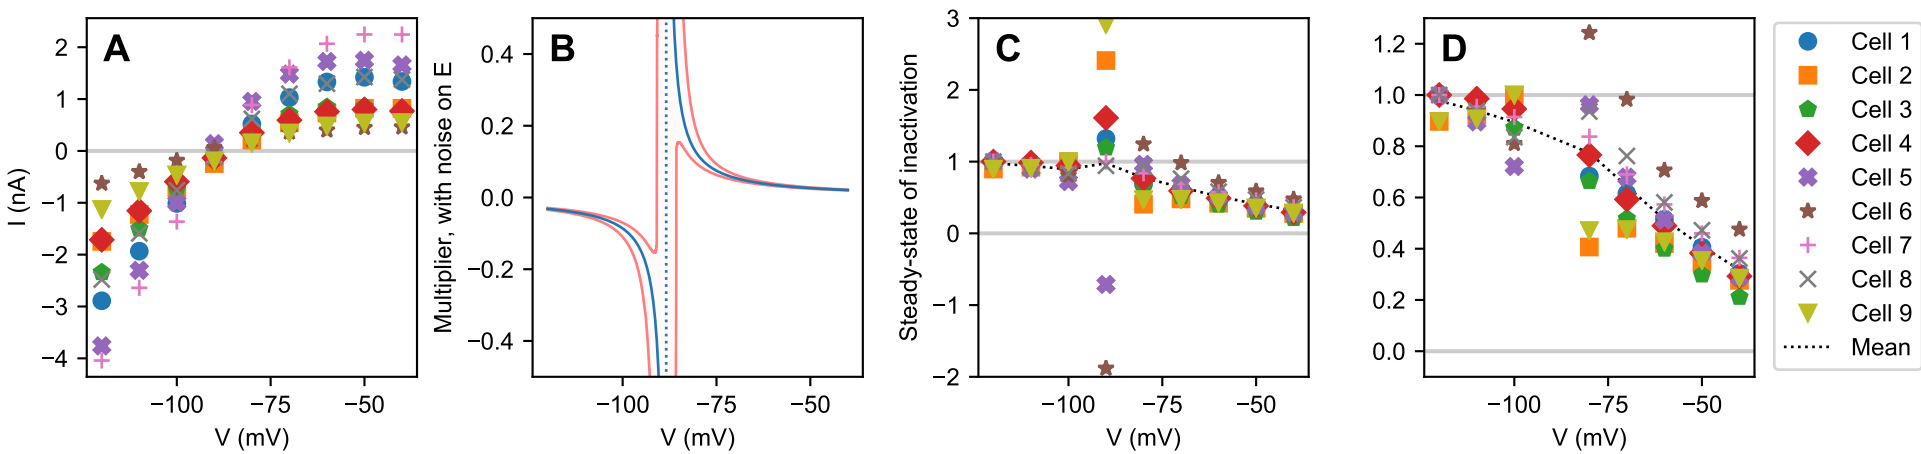 A
I (nA)
2
1
0
−1
−2
−3
−4
−100
−75
−50
V (mV)
B
Multiplier, with noise on E
0.4
0.2
0.0
−0.2
−0.4
−100
−75
−50
V (mV)
C
Steady-state of inactivation
3
2
1
0
−1
−2
−100
−75
−50
V (mV)
D
1.2
1.0
0.8
0.6
0.4
0.2
0.0
−100
−75
−50
V (mV)
Cell 1
Cell 2
Cell 3
Cell 4
Cell 5
Cell 6
Cell 7
Cell 8
Cell 9
Mean